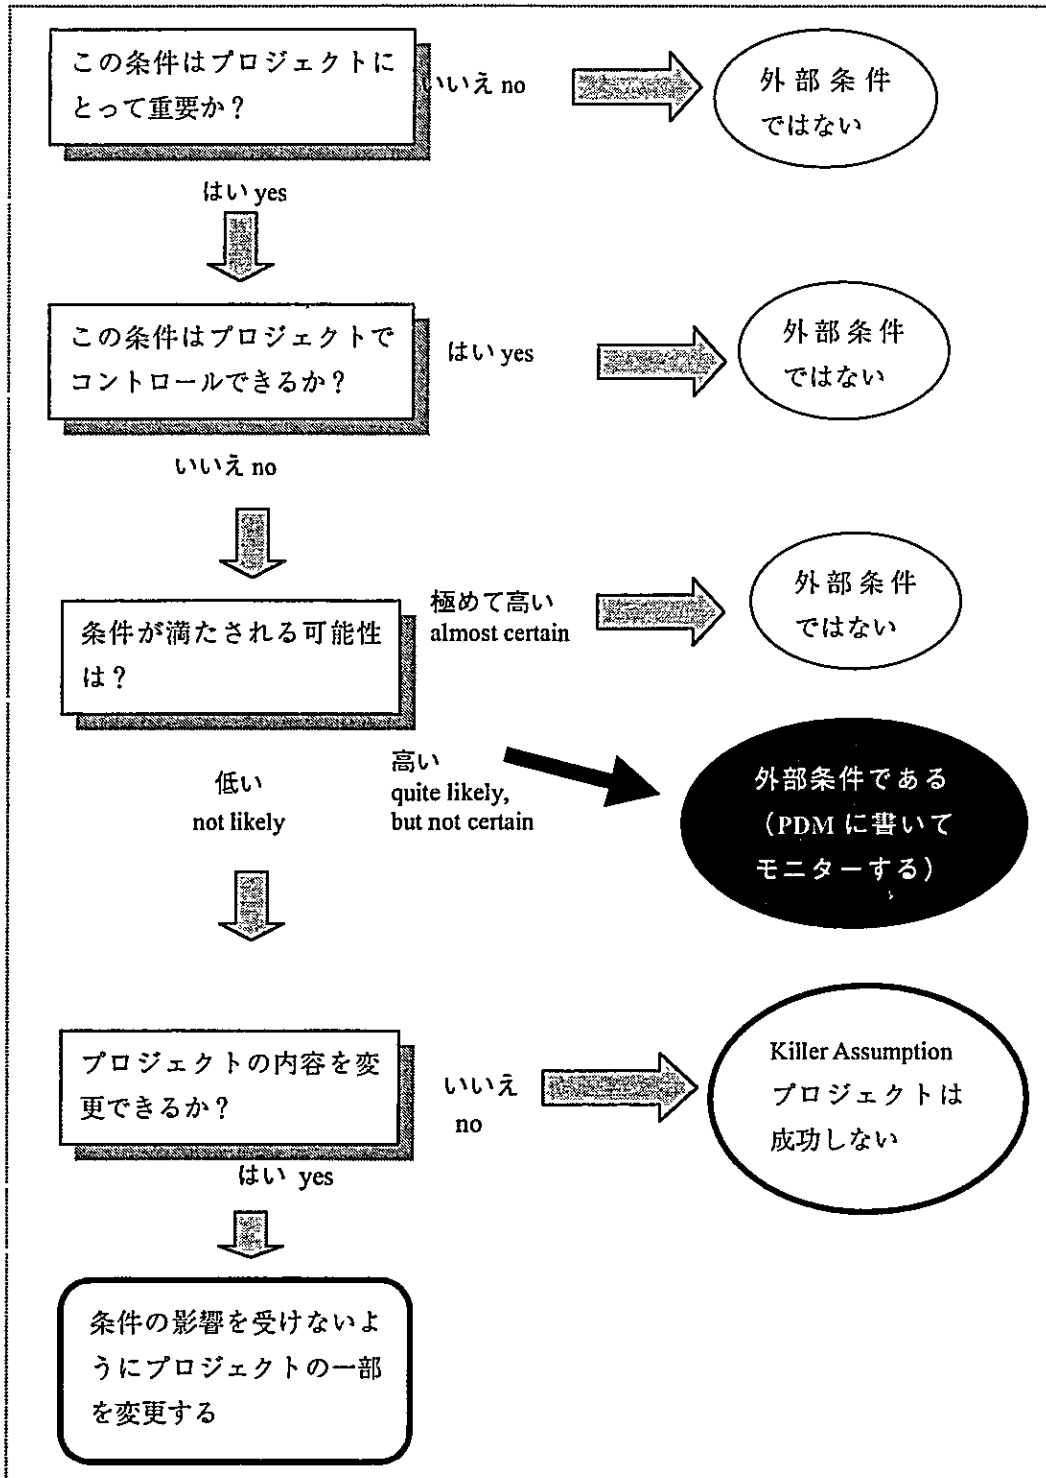 この条件はプロジェクトに
とって重要か？
いいえ no
外部条件
ではない
はい yes
この条件はプロジェクトで
コントロールできるか？
はい yes
外部条件
ではない
いいえ no
条件が満たされる可能性
は？
極めて高い
almost certain
外部条件
ではない
低い
not likely
高い
quite likely,
but not certain
外部条件である
（PDM に書いて
モニターする）
プロジェクトの内容を変
更できるか？
いいえ
no
Killer Assumption
プロジェクトは
成功しない
はい yes
条件の影響を受けないよ
うにプロジェクトの一部
を変更する